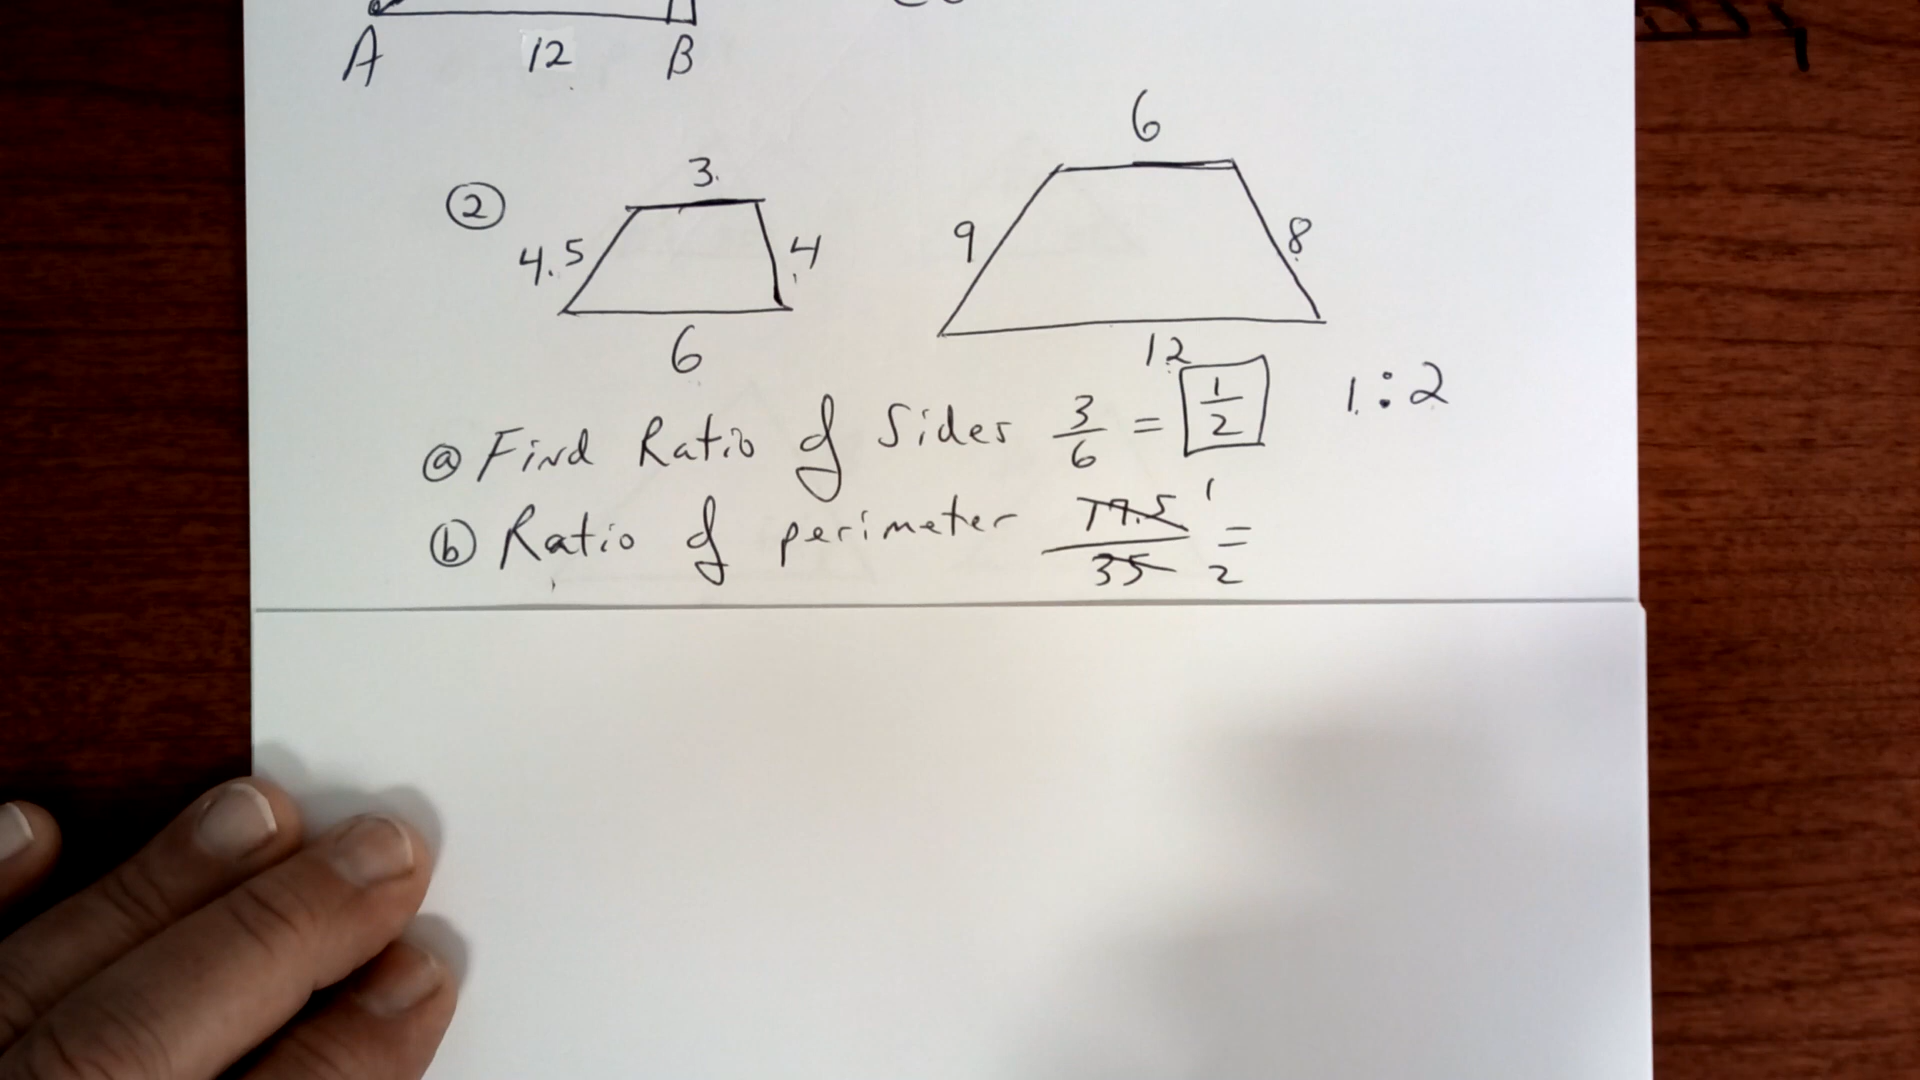 A 12 B
6
3.
② 4.5 4 9 8
6 12
ⓐ Find Ratio of Sides 3/6 = 1/2 1:2
ⓑ Ratio of perimeter 17.5/35 1/2 =